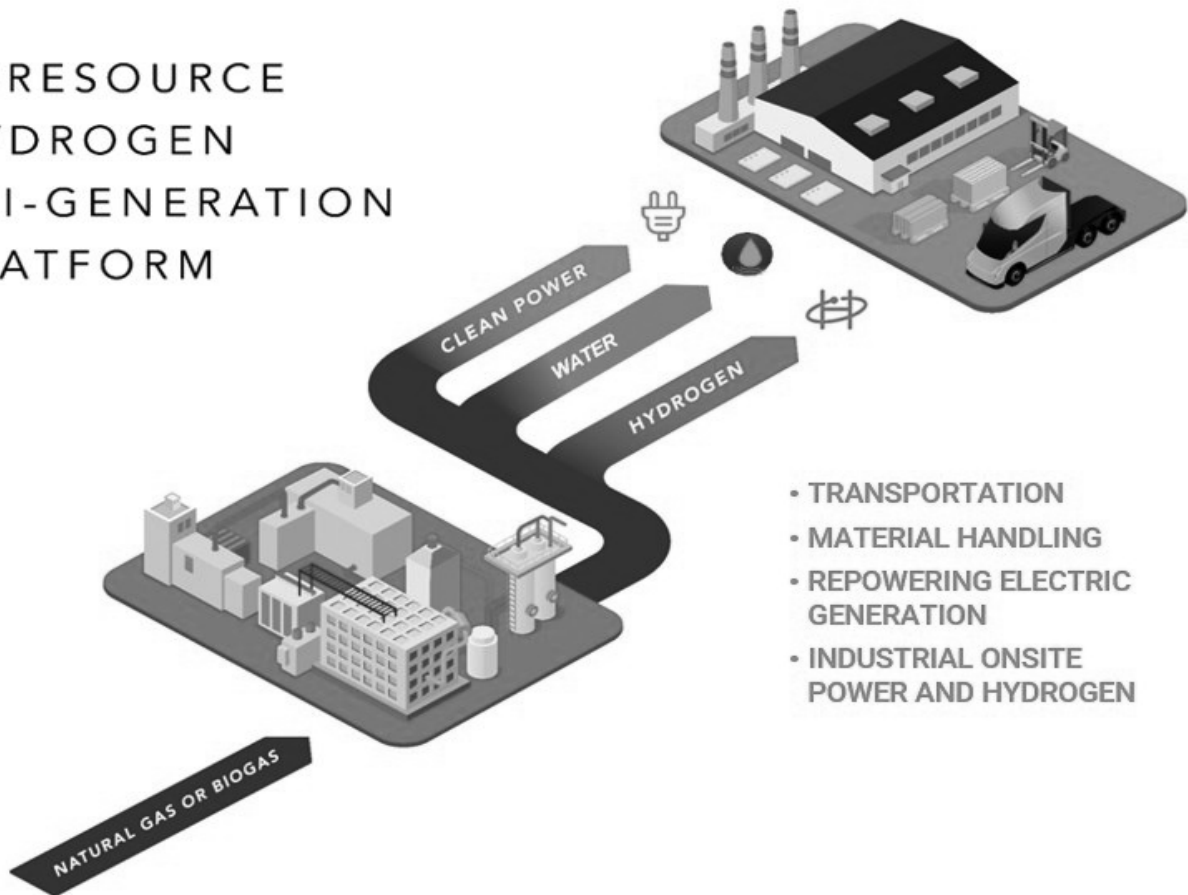 RESOURCE
DROGEN
I-GENERATION
ATFORM
CLEAN POWER
WATER
HYDROGEN
• TRANSPORTATION
• MATERIAL HANDLING
• REPOWERING ELECTRIC
GENERATION
• INDUSTRIAL ONSITE
POWER AND HYDROGEN
NATURAL GAS OR BIOGAS